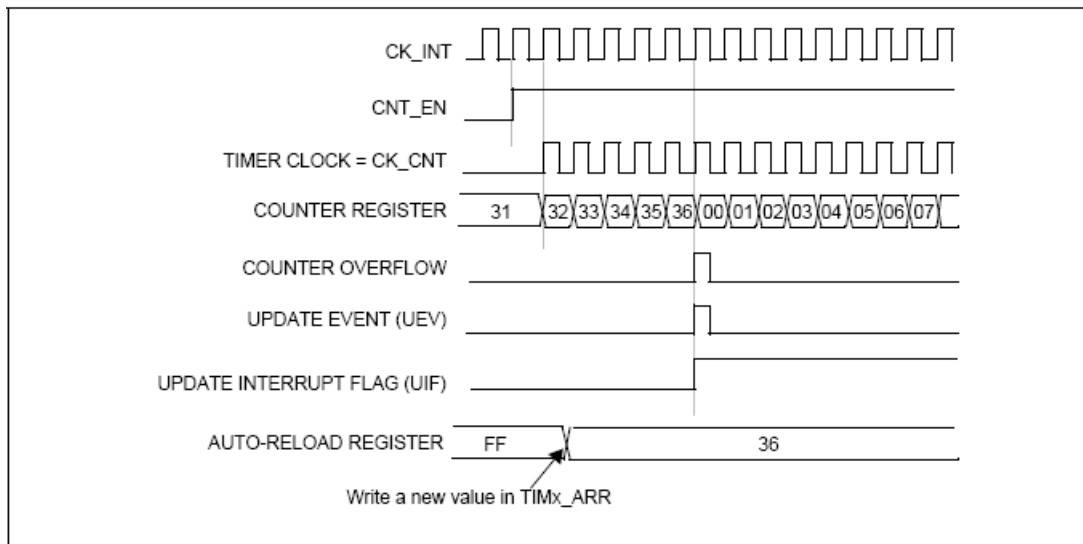 CK_INT
CNT_EN
TIMER CLOCK = CK_CNT
COUNTER REGISTER 31 32 33 34 35 36 00 01 02 03 04 05 06 07
COUNTER OVERFLOW
UPDATE EVENT (UEV)
UPDATE INTERRUPT FLAG (UIF)
AUTO-RELOAD REGISTER FF 36
Write a new value in TIMx_ARR